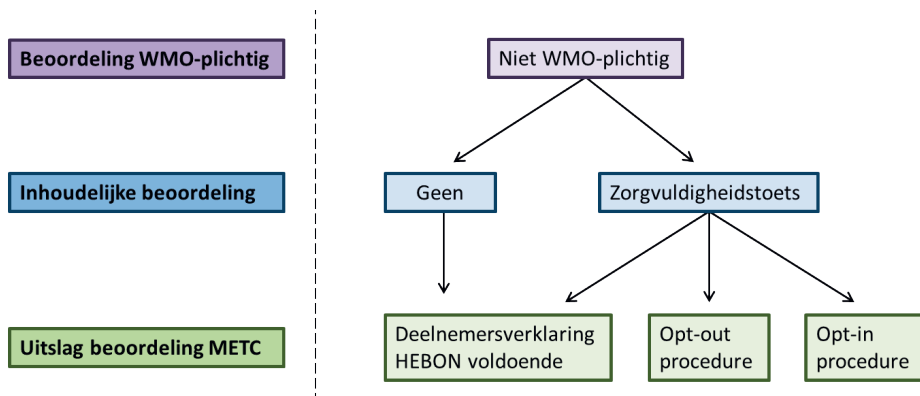 Beoordeling WMO-plichtig
Niet WMO-plichtig
Inhoudelijke beoordeling
Geen
Zorgvuldigheidstoets
Uitslag beoordeling METC
Deelnemersverklaring
HEBON voldoende
Opt-out
procedure
Opt-in
procedure